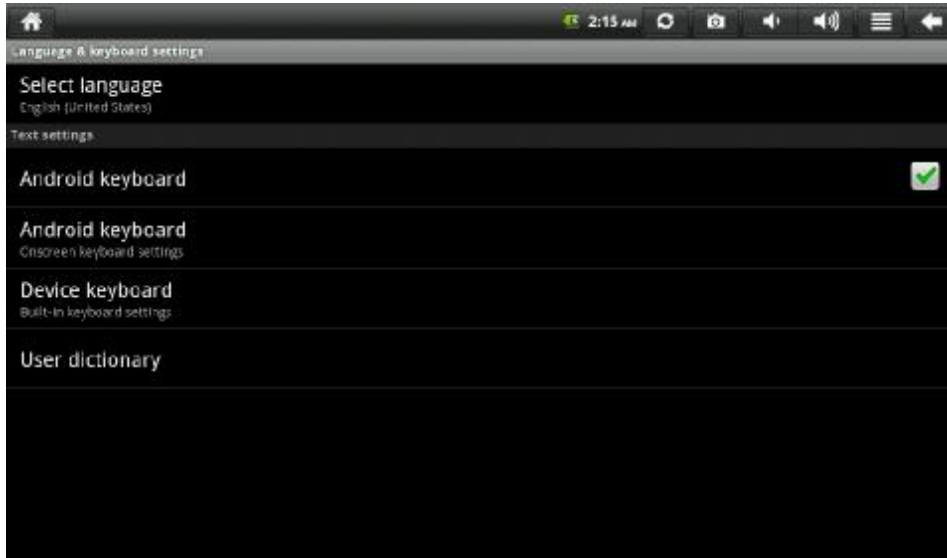 2:15 AM
Language & keyboard settings
Select language
English (United States)
Text settings
Android keyboard
Android keyboard
Onscreen keyboard settings
Device keyboard
Built-in keyboard settings
User dictionary